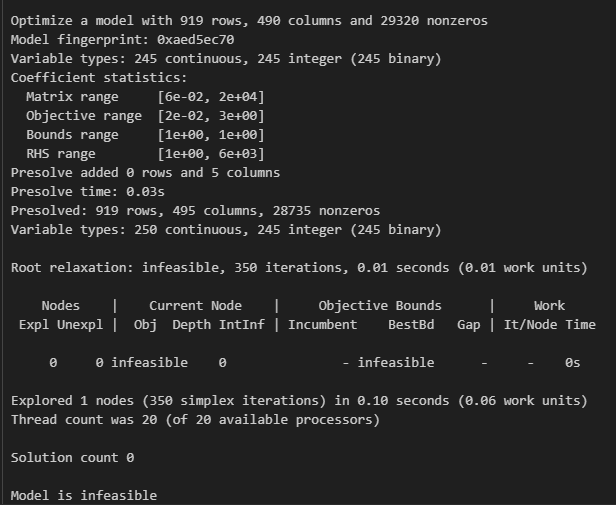 Optimize a model with 919 rows, 490 columns and 29320 nonzeros
Model fingerprint: 0xaed5ec70
Variable types: 245 continuous, 245 integer (245 binary)
Coefficient statistics:
  Matrix range     [6e-02, 2e+04]
  Objective range  [2e-02, 3e+00]
  Bounds range     [1e+00, 1e+00]
  RHS range        [1e+00, 6e+03]
Presolve added 0 rows and 5 columns
Presolve time: 0.03s
Presolved: 919 rows, 495 columns, 28735 nonzeros
Variable types: 250 continuous, 245 integer (245 binary)
Root relaxation: infeasible, 350 iterations, 0.01 seconds (0.01 work units)
    Nodes    |    Current Node    |     Objective Bounds      |     Work
 Expl Unexpl |  Obj  Depth IntInf | Incumbent    BestBd   Gap | It/Node Time
     0     0 infeasible    0               - infeasible      -     -    0s
Explored 1 nodes (350 simplex iterations) in 0.10 seconds (0.06 work units)
Thread count was 20 (of 20 available processors)
Solution count 0
Model is infeasible